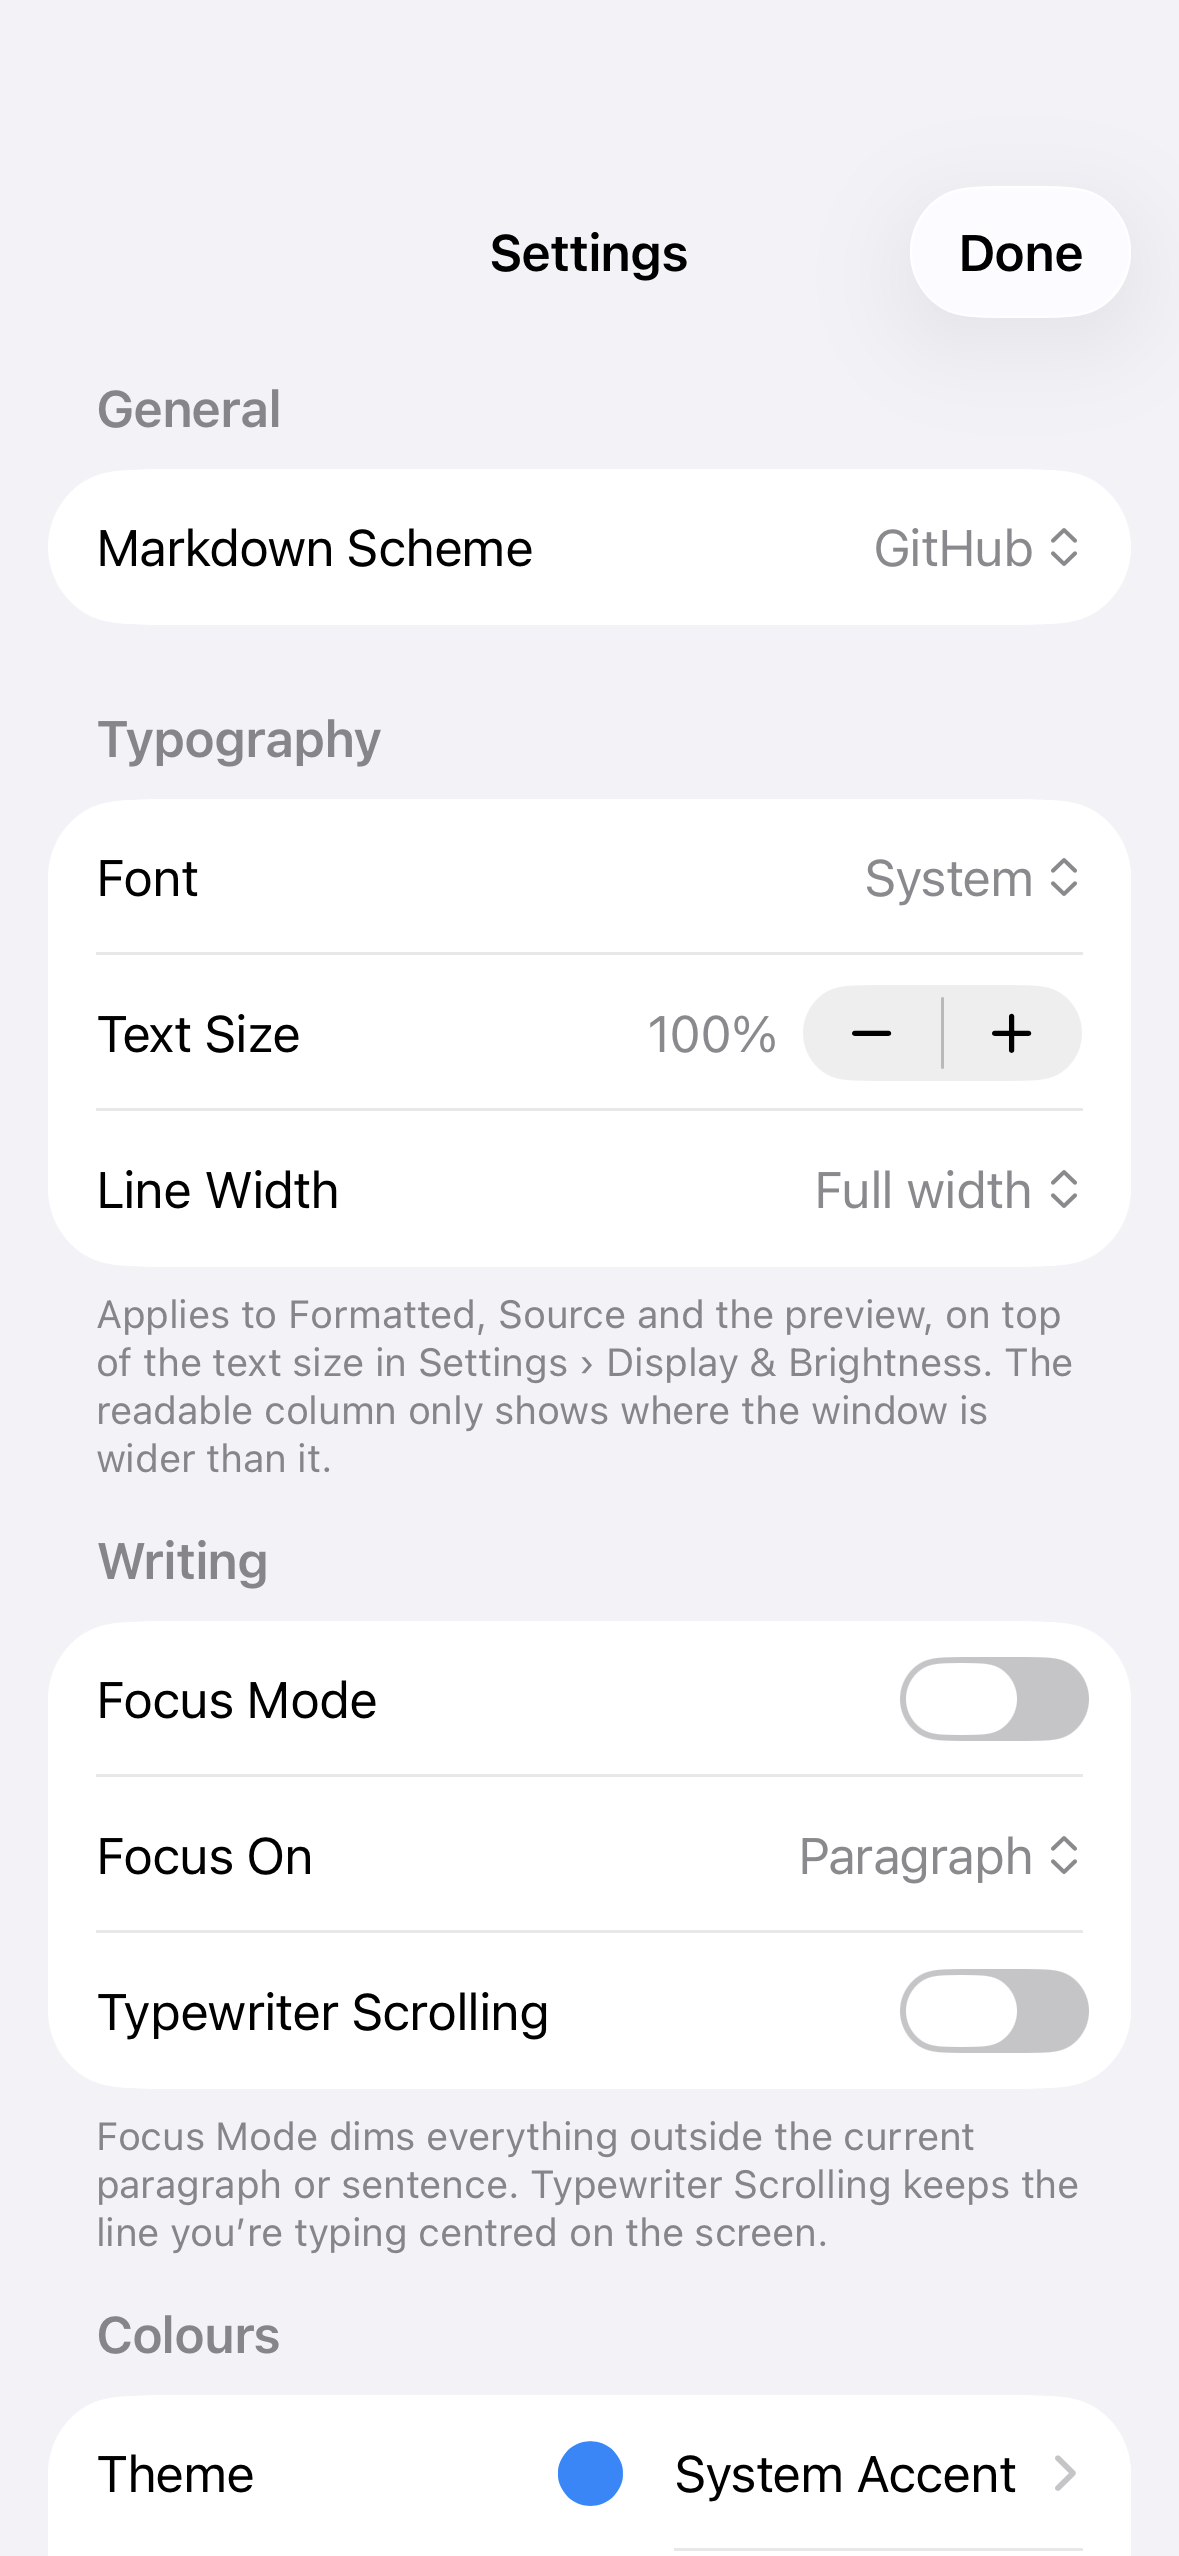 Settings
Done
General
Markdown Scheme
GitHub
Typography
Font
System
Text Size
100%
Line Width
Full width
Applies to Formatted, Source and the preview, on top
of the text size in Settings › Display & Brightness. The
readable column only shows where the window is
wider than it.
Writing
Focus Mode
Focus On
Paragraph
Typewriter Scrolling
Focus Mode dims everything outside the current
paragraph or sentence. Typewriter Scrolling keeps the
line you’re typing centred on the screen.
Colours
Theme
System Accent